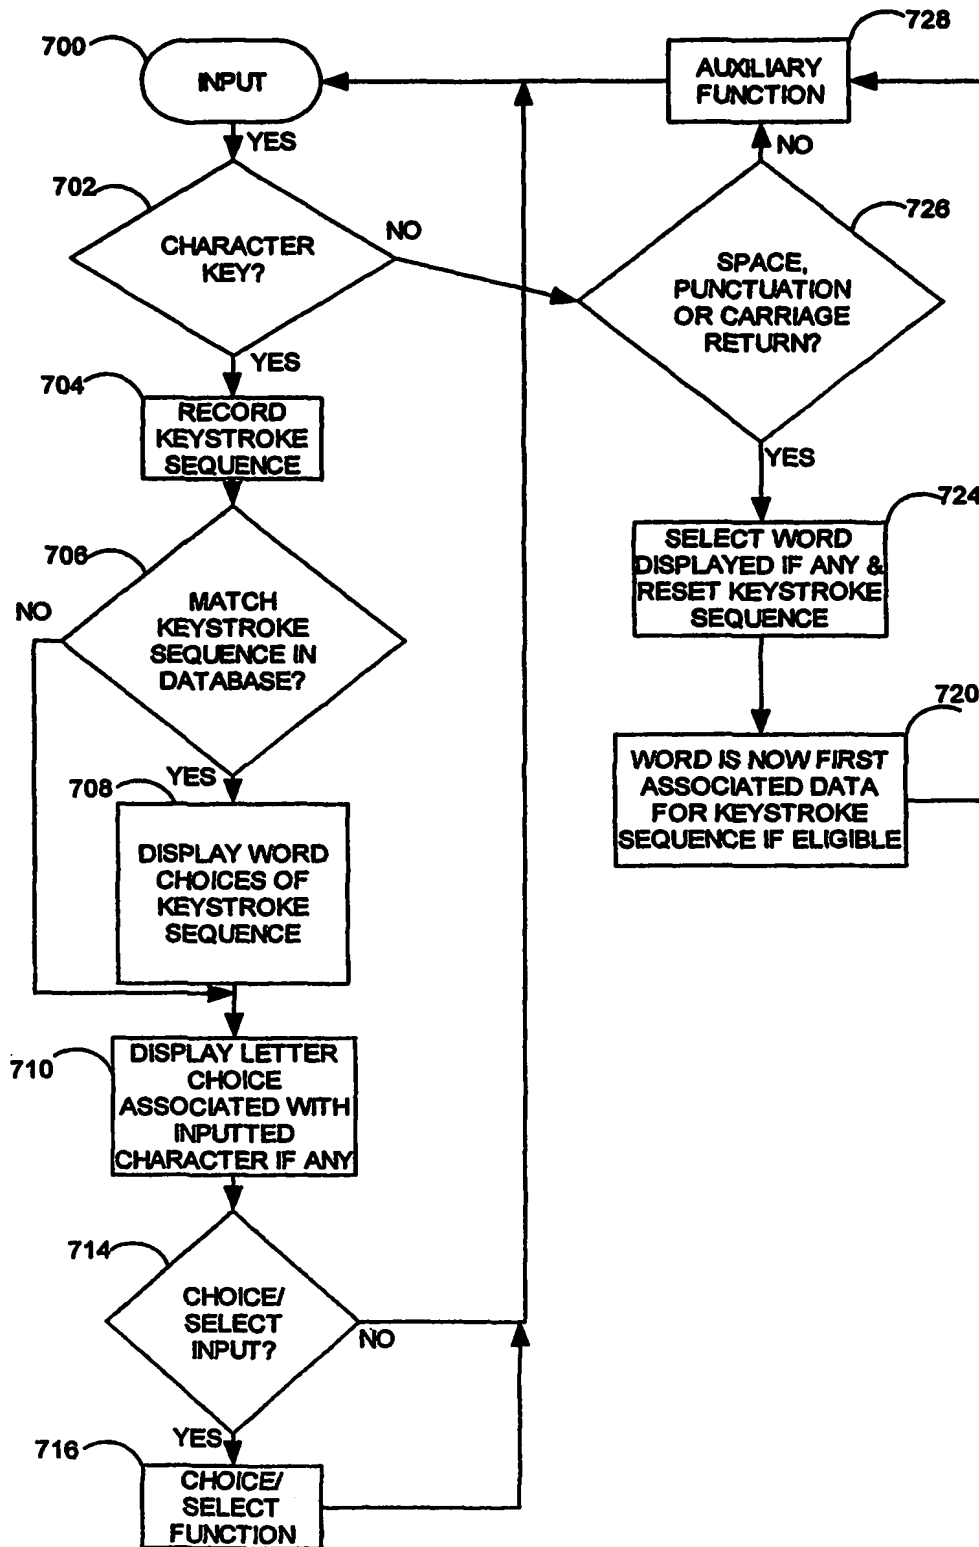 700
INPUT
YES
702
CHARACTER
KEY?
NO
YES
704
RECORD
KEYSTROKE
SEQUENCE
706
NO
MATCH
KEYSTROKE
SEQUENCE IN
DATABASE?
YES
708
DISPLAY WORD
CHOICES OF
KEYSTROKE
SEQUENCE
710
DISPLAY LETTER
CHOICE
ASSOCIATED WITH
INPUTTED
CHARACTER IF ANY
714
CHOICE/
SELECT
INPUT?
NO
YES
716
CHOICE/
SELECT
FUNCTION
728
AUXILIARY
FUNCTION
NO
726
SPACE,
PUNCTUATION
OR CARRIAGE
RETURN?
YES
724
SELECT WORD
DISPLAYED IF ANY &
RESET KEYSTROKE
SEQUENCE
720
WORD IS NOW FIRST
ASSOCIATED DATA
FOR KEYSTROKE
SEQUENCE IF ELIGIBLE